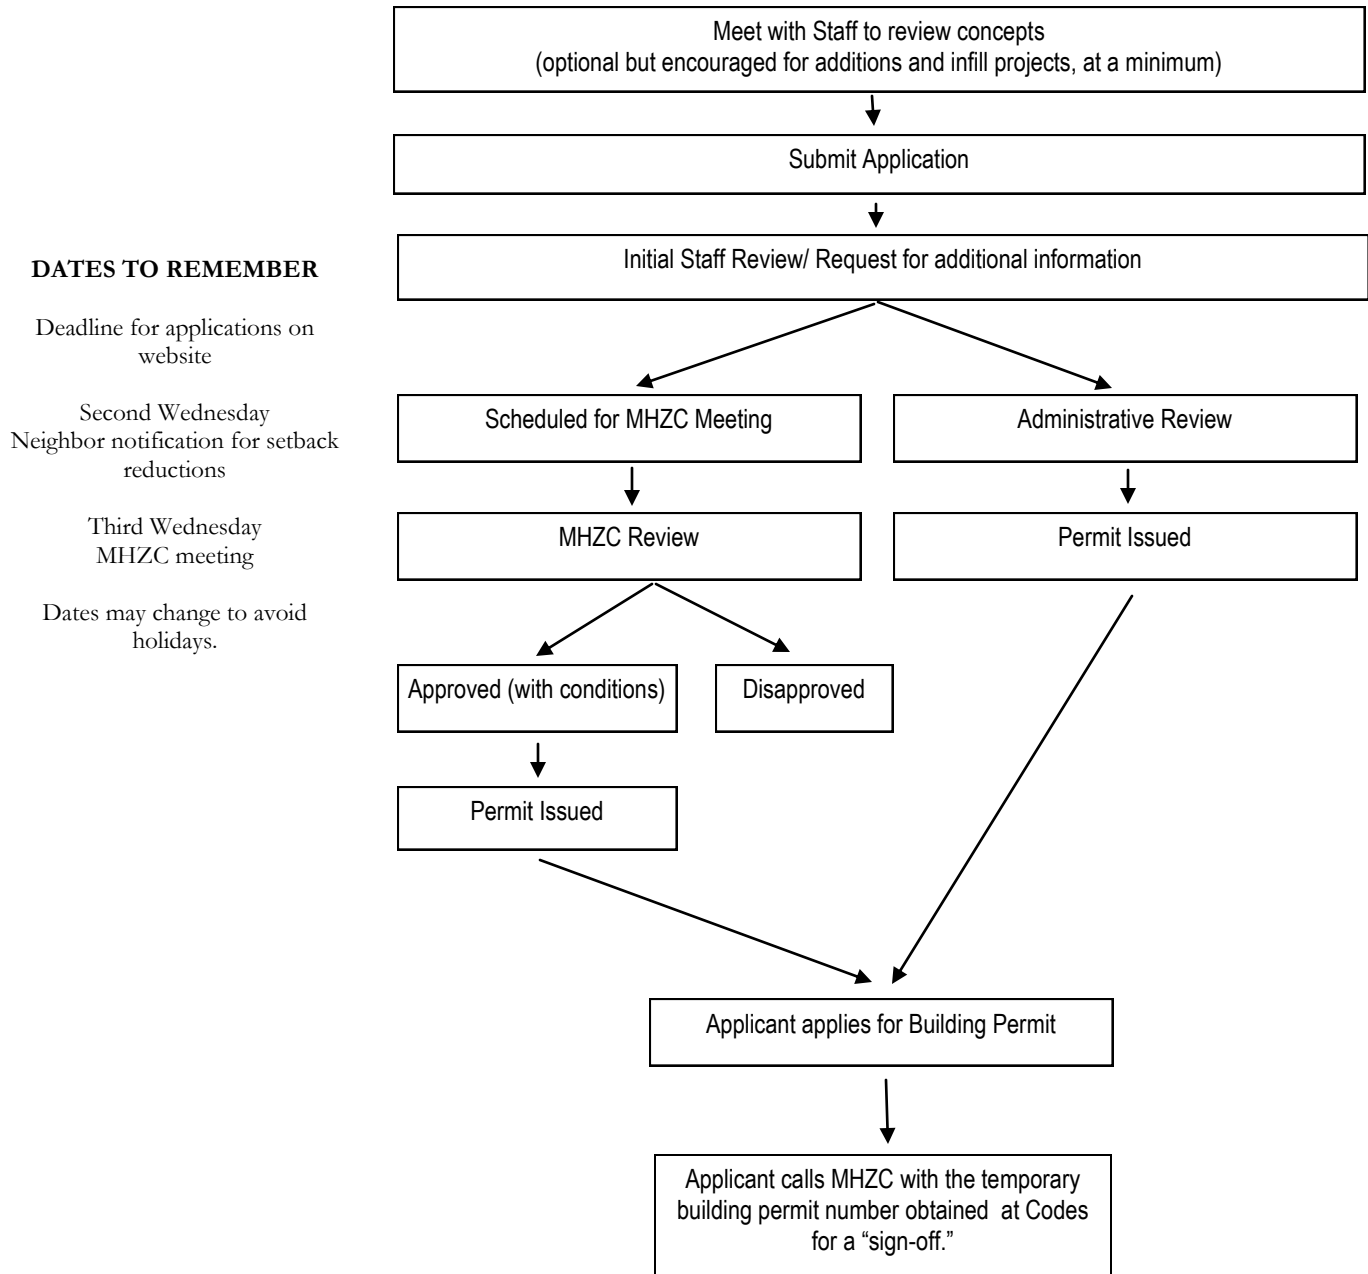 Meet with Staff to review concepts
(optional but encouraged for additions and infill projects, at a minimum)
Submit Application
Initial Staff Review/ Request for additional information
DATES TO REMEMBER
Deadline for applications on
website
Second Wednesday
Neighbor notification for setback
reductions
Third Wednesday
MHZC meeting
Dates may change to avoid
holidays.
Scheduled for MHZC Meeting
Administrative Review
MHZC Review
Permit Issued
Approved (with conditions)
Disapproved
Permit Issued
Applicant applies for Building Permit
Applicant calls MHZC with the temporary
building permit number obtained at Codes
for a “sign-off.”